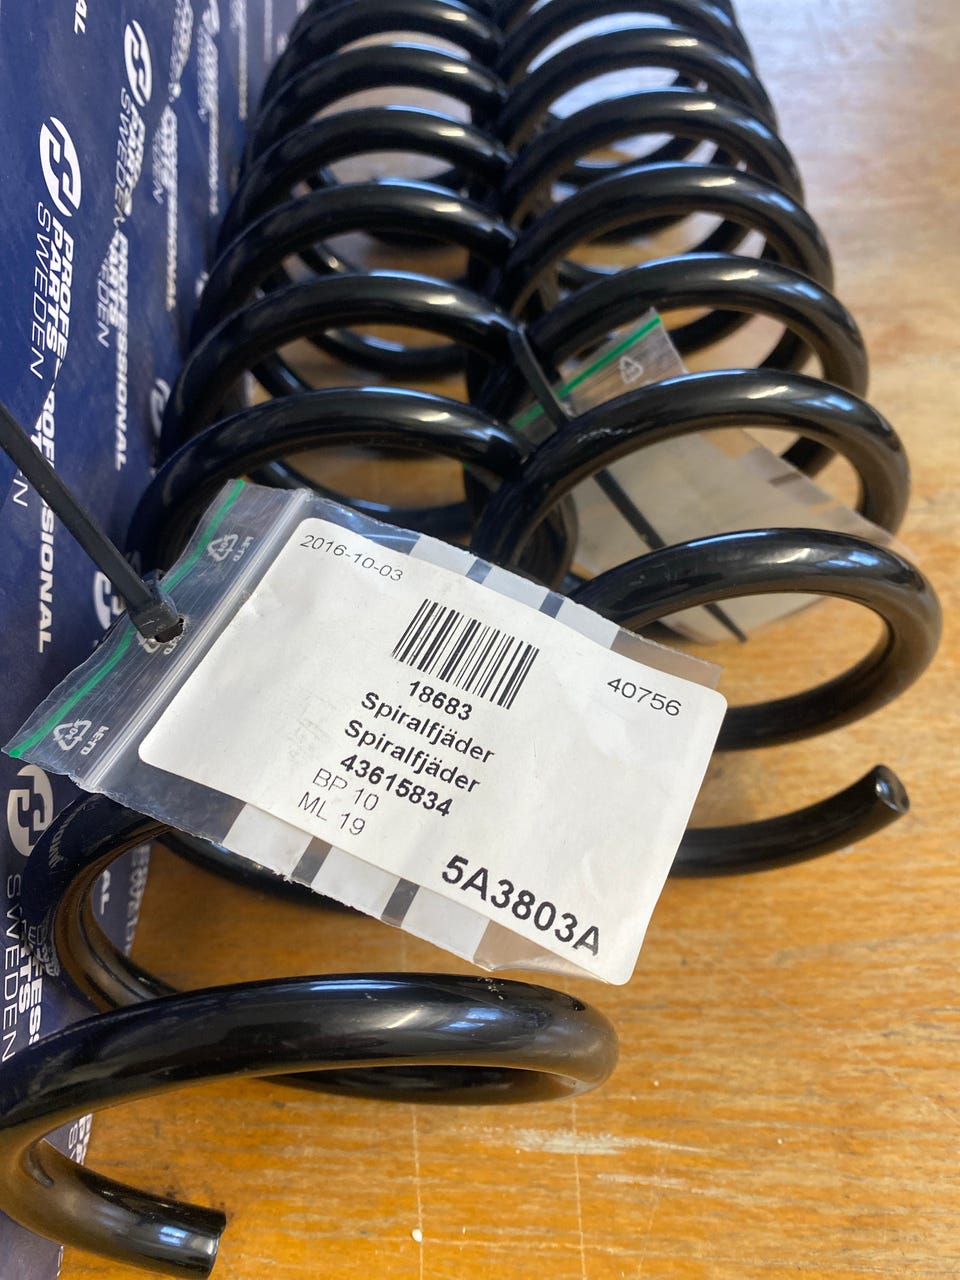 2016-10-03
18683
40756
Spiralfjäder
Spiralfjäder
43615834
BP 10
ML 19
5A3803A
PROFESSIONAL
PARTS
SWEDEN